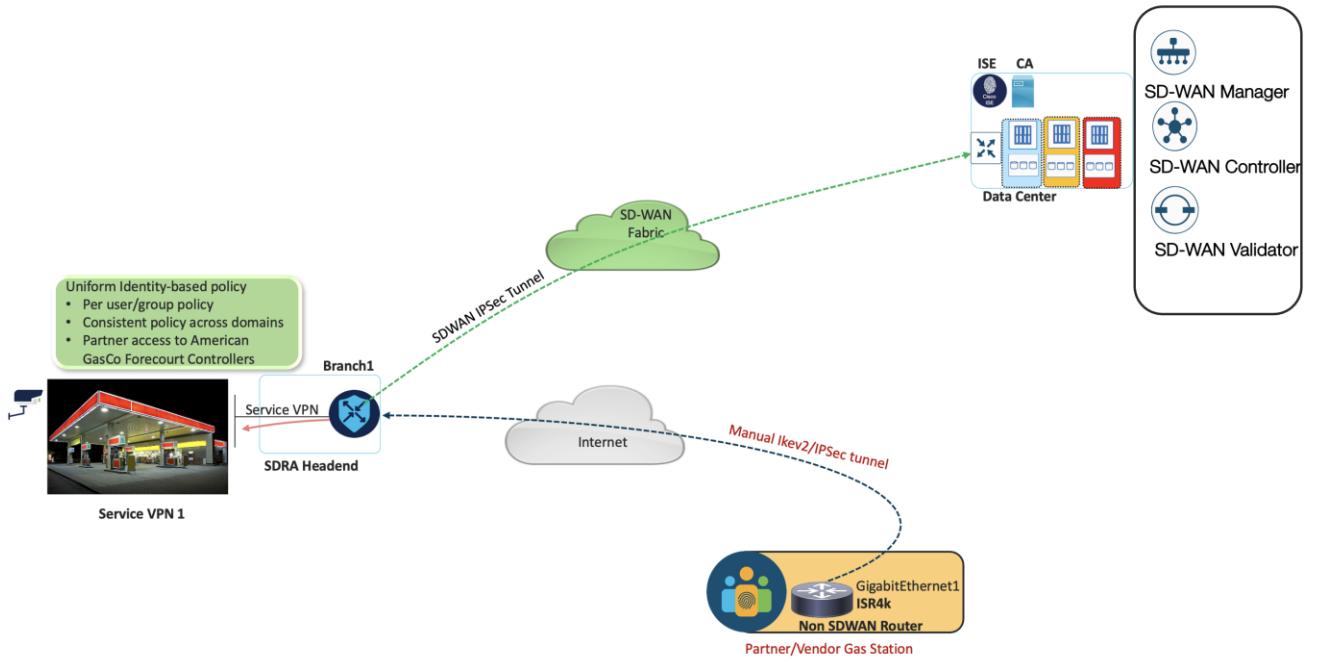 ISE
CA
Cisco
ISE
Data Center
SD-WAN Manager
SD-WAN Controller
SD-WAN Validator
SD-WAN
Fabric
SDWAN IPSec Tunnel
Uniform Identity-based policy
• Per user/group policy
• Consistent policy across domains
• Partner access to American
GasCo Forecourt Controllers
Branch1
Service VPN
SDRA Headend
Service VPN 1
Internet
Manual Ikev2/IPSec tunnel
GigabitEthernet1
ISR4k
Non SDWAN Router
Partner/Vendor Gas Station